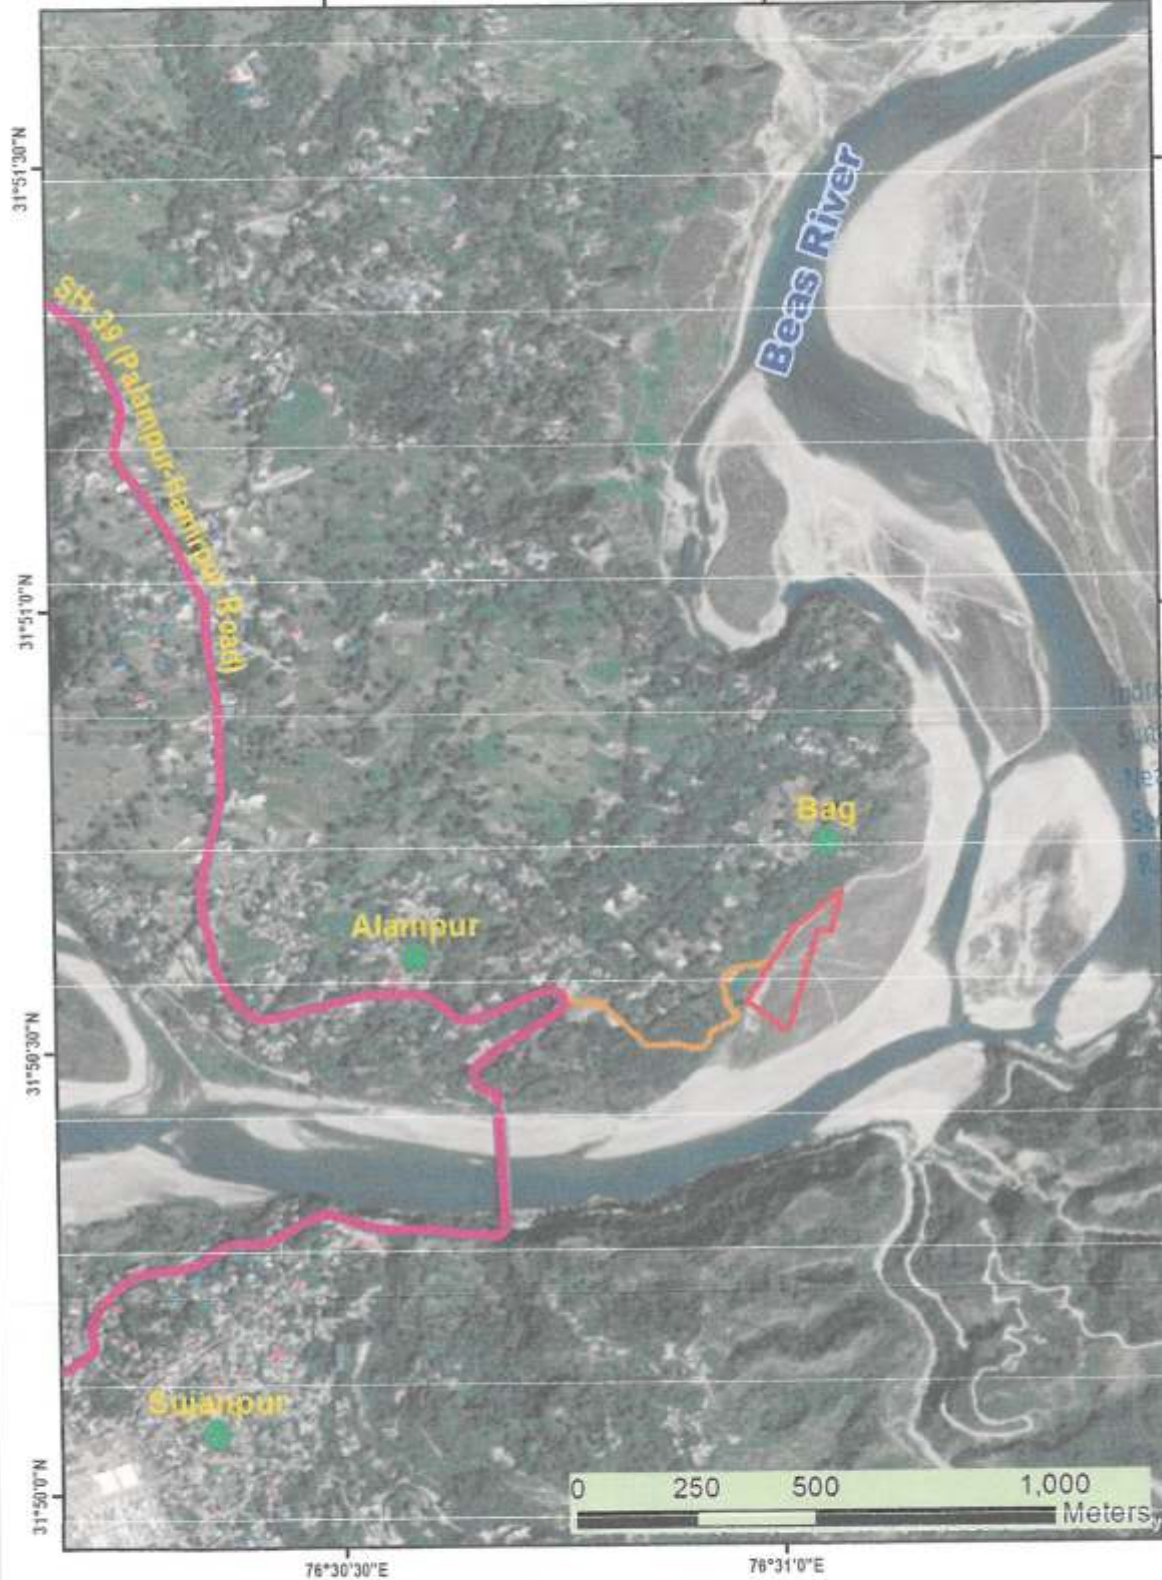 31°51'30"N
Beas River
SH-39 (Palampur-Hamirpur Road)
31°51'0"N
Bag
Alampur
31°50'30"N
Sujanpur
0 250 500 1,000
Meters
31°50'0"N
76°30'30"E
76°31'0"E